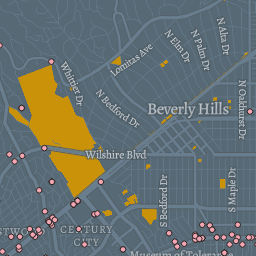 N Alta Dr
N Palm Dr
N Elm Dr
Lomitas Ave
Whittier Dr
N Bedford Dr
N Oakhurst Dr
Beverly Hills
Wilshire Blvd
S Bedford Dr
S Maple Dr
CENTURY
CITY
Museum of Toleran